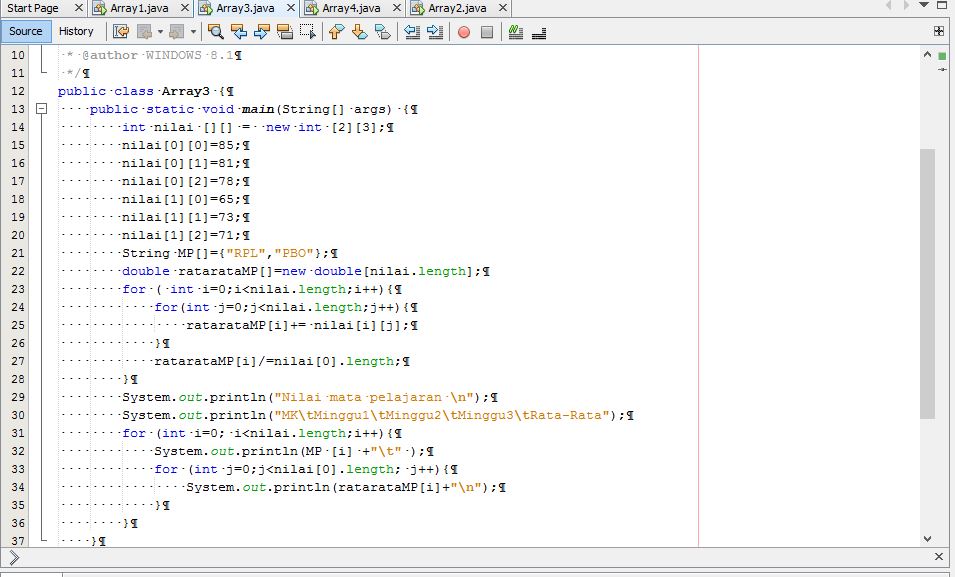 Start Page Array1.java Array3.java Array4.java Array2.java
Source History
10 * @author WINDOWS 8.1¶
11 */¶
12 public·class·Array3·{¶
13 ····public·static·void·main(String[]·args)·{¶
14 ········int·nilai·[][]·=··new·int·[2][3];¶
15 ········nilai[0][0]=85;¶
16 ········nilai[0][1]=81;¶
17 ········nilai[0][2]=78;¶
18 ········nilai[1][0]=65;¶
19 ········nilai[1][1]=73;¶
20 ········nilai[1][2]=71;¶
21 ········String·MP[]={"RPL","PBO"};¶
22 ········double·ratarataMP[]=new·double[nilai.length];¶
23 ········for·(·int·i=0;i<nilai.length;i++){¶
24 ············for(int·j=0;j<nilai.length;j++){¶
25 ················ratarataMP[i]+=·nilai[i][j];¶
26 ············}¶
27 ············ratarataMP[i]/=nilai[0].length;¶
28 ········}¶
29 ········System.out.println("Nilai·mata·pelajaran·\n");¶
30 ········System.out.println("MK\tMinggu1\tMinggu2\tMinggu3\tRata-Rata");¶
31 ········for·(int·i=0;·i<nilai.length;i++){¶
32 ············System.out.println(MP·[i]·+"\t"·);¶
33 ············for·(int·j=0;j<nilai[0].length;·j++){¶
34 ················System.out.println(ratarataMP[i]+"\n");¶
35 ············}¶
36 ········}¶
37 ····}¶